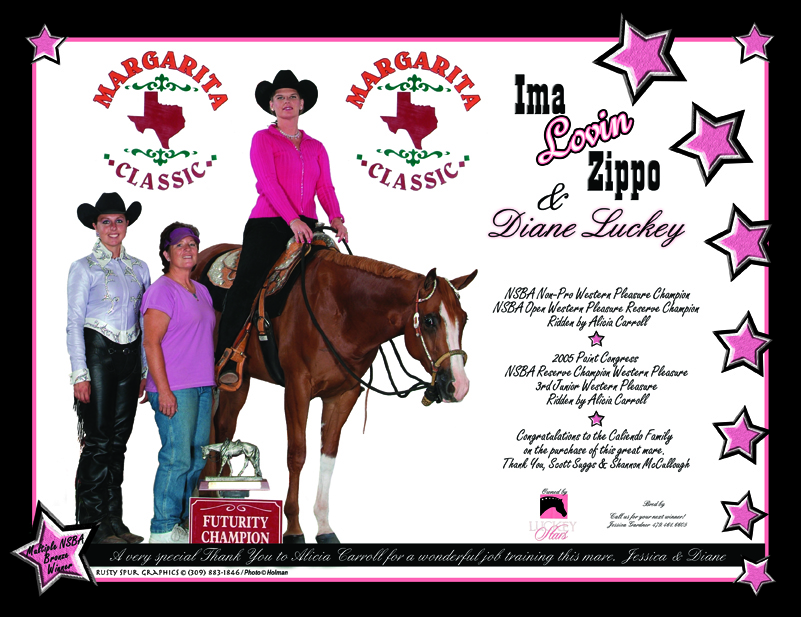 MARGARITA
CLASSIC
MARGARITA
CLASSIC
Ima
Lovin
Zippo
&
Diane Luckey
NSBA Non-Pro Western Pleasure Champion
NSBA Open Western Pleasure Reserve Champion
Ridden by Alicia Carroll
2005 Paint Congress
NSBA Reserve Champion Western Pleasure
3rd Junior Western Pleasure
Ridden by Alicia Carroll
Congratulations to the Caliendo Family
on the purchase of this great mare.
Thank You, Scott Suggs & Shannon McCullough
Owned by
LUCKEY
Stars
Bred by
Call us for your next winner!
Jessica Gardner
FUTURITY
CHAMPION
Multiple NSBA
Bronze
Winner
A very special Thank You to Alicia Carroll for a wonderful job training this mare. Jessica & Diane
RUSTY SPUR GRAPHICS © (309) 883-1846 / Photo © Holman